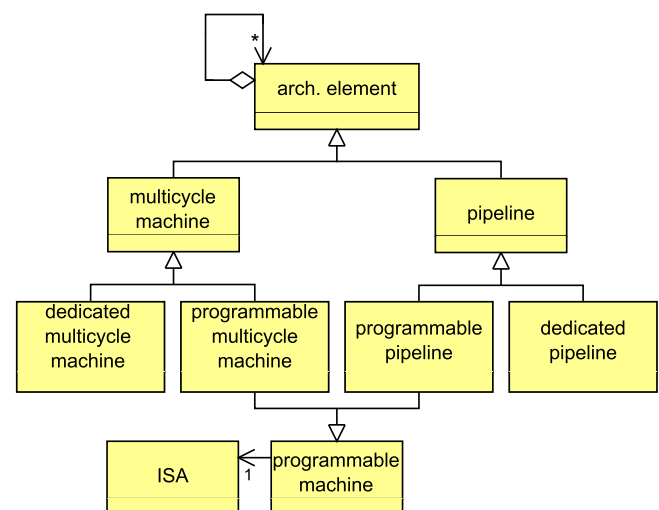 *
arch. element
multicycle
machine
pipeline
dedicated
multicycle
machine
programmable
multicycle
machine
programmable
pipeline
dedicated
pipeline
ISA
1
programmable
machine